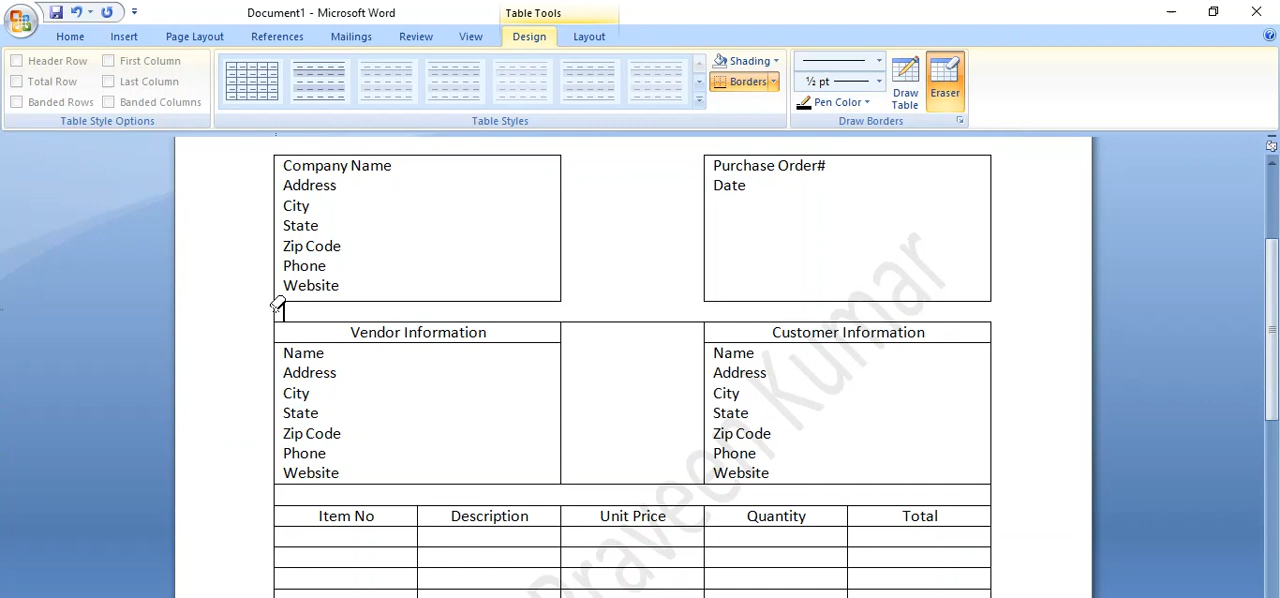 Document1 - Microsoft Word
Table Tools
Home Insert Page Layout References Mailings Review View Design Layout
Header Row First Column
Total Row Last Column
Banded Rows Banded Columns
Table Style Options
Table Styles
Shading
Borders
½ pt
Pen Color
Draw Table
Eraser
Draw Borders
Company Name
Address
City
State
Zip Code
Phone
Website
Purchase Order#
Date
Vendor Information
Name
Address
City
State
Zip Code
Phone
Website
Customer Information
Name
Address
City
State
Zip Code
Phone
Website
Item No Description Unit Price Quantity Total
Praveen Kumar